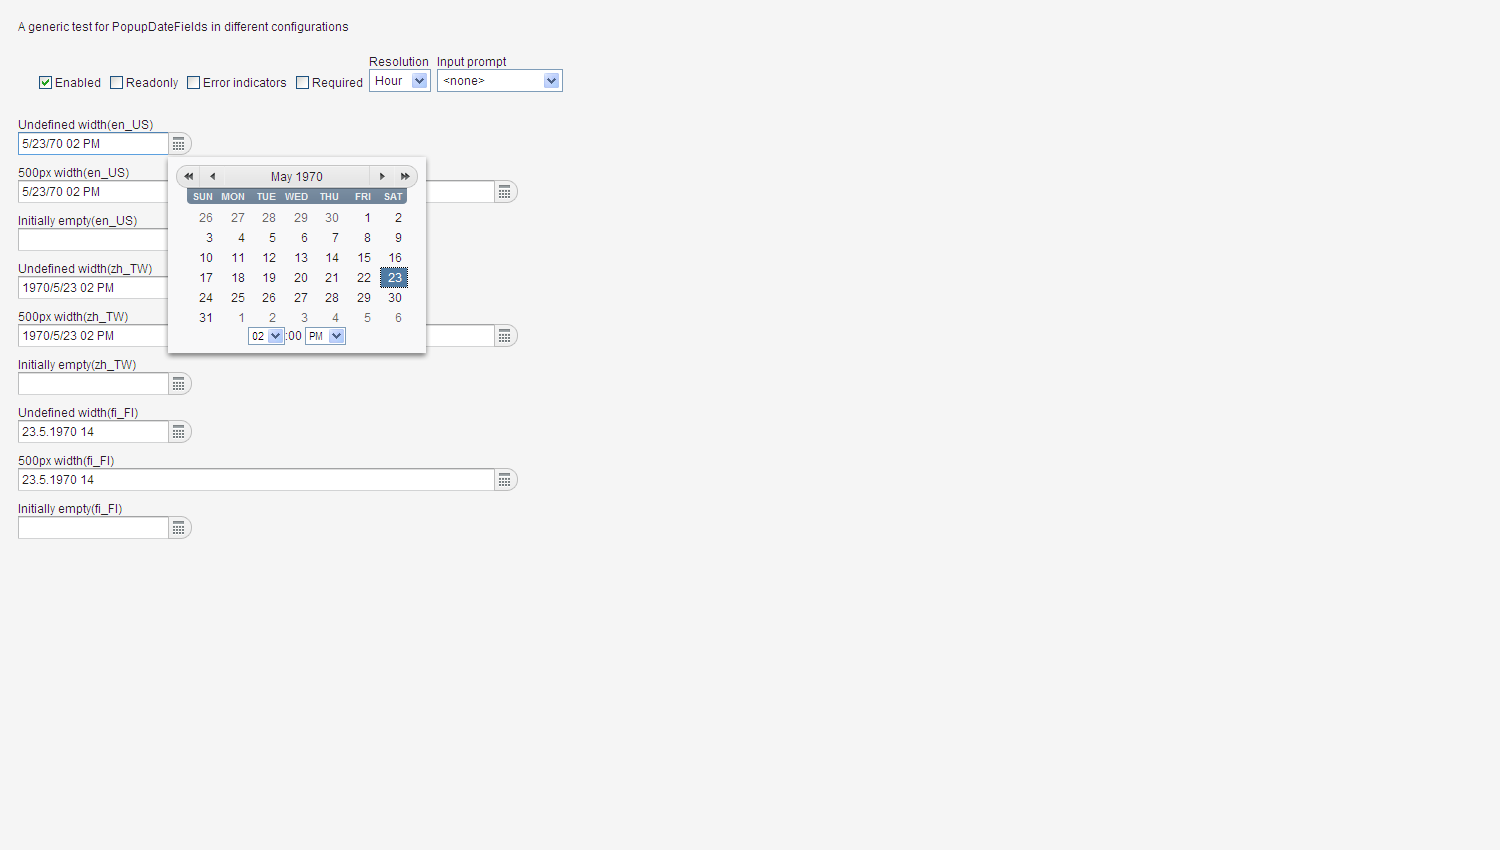 A generic test for PopupDateFields in different configurations
Resolution Input prompt
Enabled Readonly Error indicators Required Hour <none>
Undefined width(en_US)
5/23/70 02 PM
500px width(en_US)
5/23/70 02 PM
Initially empty(en_US)
Undefined width(zh_TW)
1970/5/23 02 PM
500px width(zh_TW)
1970/5/23 02 PM
Initially empty(zh_TW)
Undefined width(fi_FI)
23.5.1970 14
500px width(fi_FI)
23.5.1970 14
Initially empty(fi_FI)
May 1970
SUN MON TUE WED THU FRI SAT
26 27 28 29 30 1 2
3 4 5 6 7 8 9
10 11 12 13 14 15 16
17 18 19 20 21 22 23
24 25 26 27 28 29 30
31 1 2 3 4 5 6
02 :00 PM